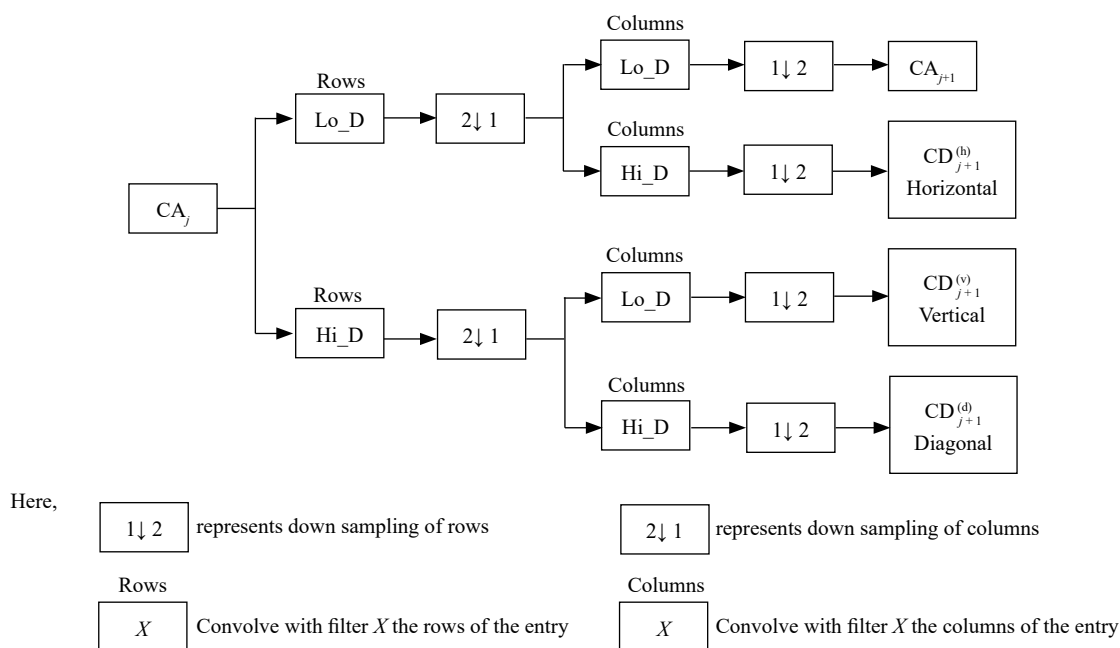 Columns
Lo_D
1↓ 2
CA_{j+1}
Rows
Lo_D
2↓ 1
Columns
Hi_D
1↓ 2
CD_{j+1}^{(h)}
Horizontal
CA_j
Columns
Lo_D
1↓ 2
CD_{j+1}^{(v)}
Vertical
Rows
Hi_D
2↓ 1
Columns
Hi_D
1↓ 2
CD_{j+1}^{(d)}
Diagonal
Here,
1↓ 2 represents down sampling of rows
2↓ 1 represents down sampling of columns
Rows
X Convolve with filter X the rows of the entry
Columns
X Convolve with filter X the columns of the entry